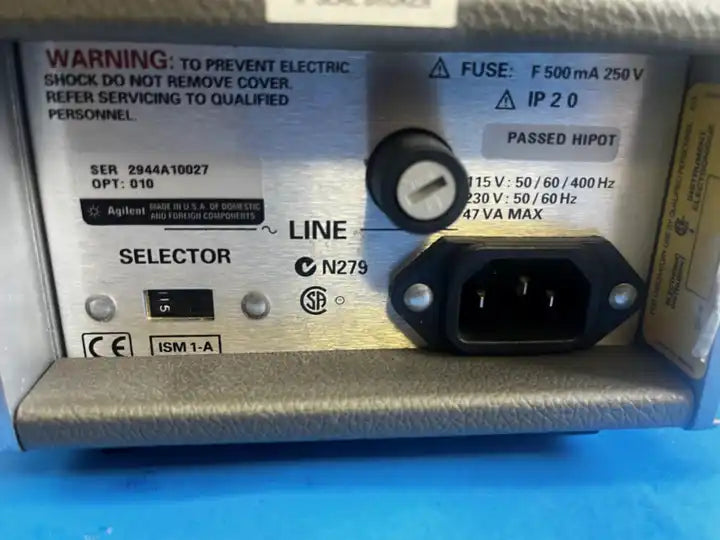 WARNING: TO PREVENT ELECTRIC
SHOCK DO NOT REMOVE COVER.
REFER SERVICING TO QUALIFIED
PERSONNEL.
FUSE: F 500 mA 250 V
IP 2 0
PASSED HIPOT
SER 2944A10027
OPT: 010
Agilent MADE IN U.S.A. OF DOMESTIC
AND FOREIGN COMPONENTS
115 V : 50 / 60 / 400 Hz
230 V : 50 / 60 Hz
47 VA MAX
~ LINE
SELECTOR
N279
115
SA
CE
ISM 1-A